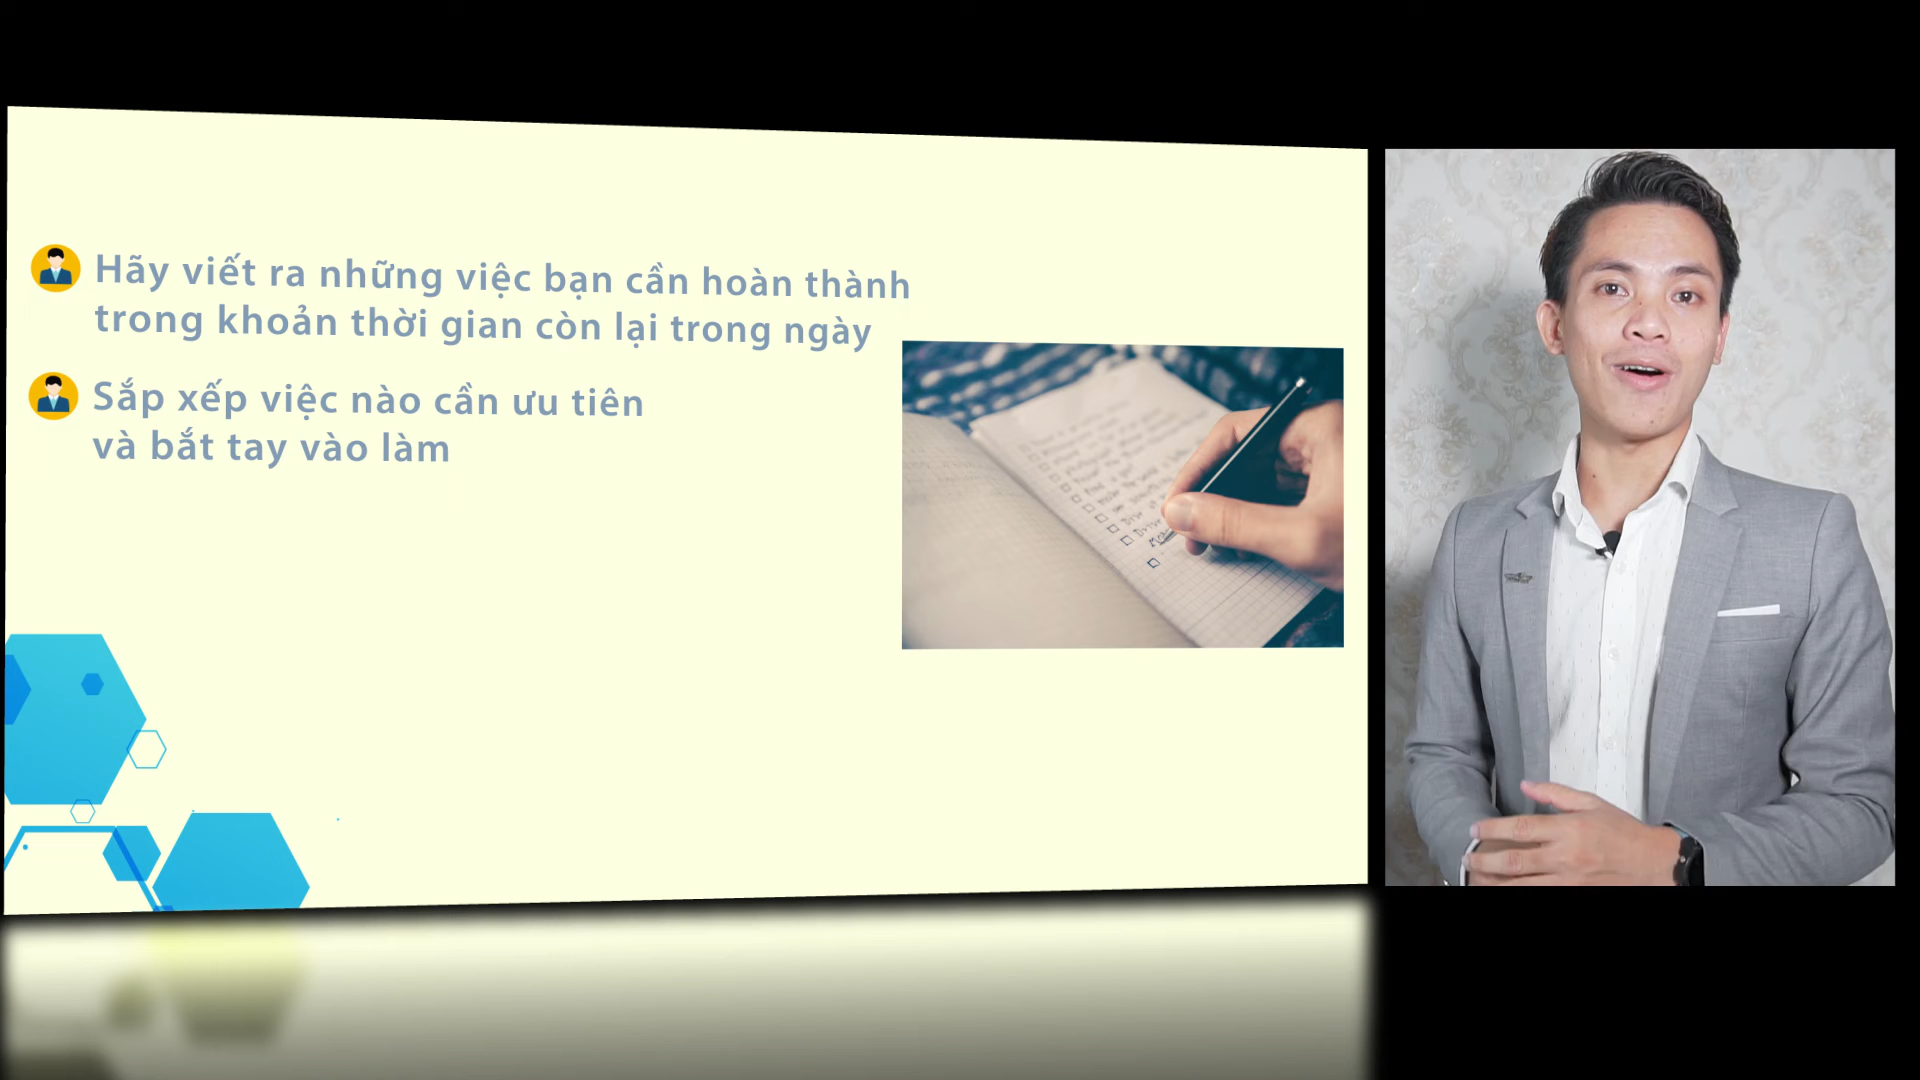 Hãy viết ra những việc bạn cần hoàn thành
trong khoản thời gian còn lại trong ngày
Sắp xếp việc nào cần ưu tiên
và bắt tay vào làm